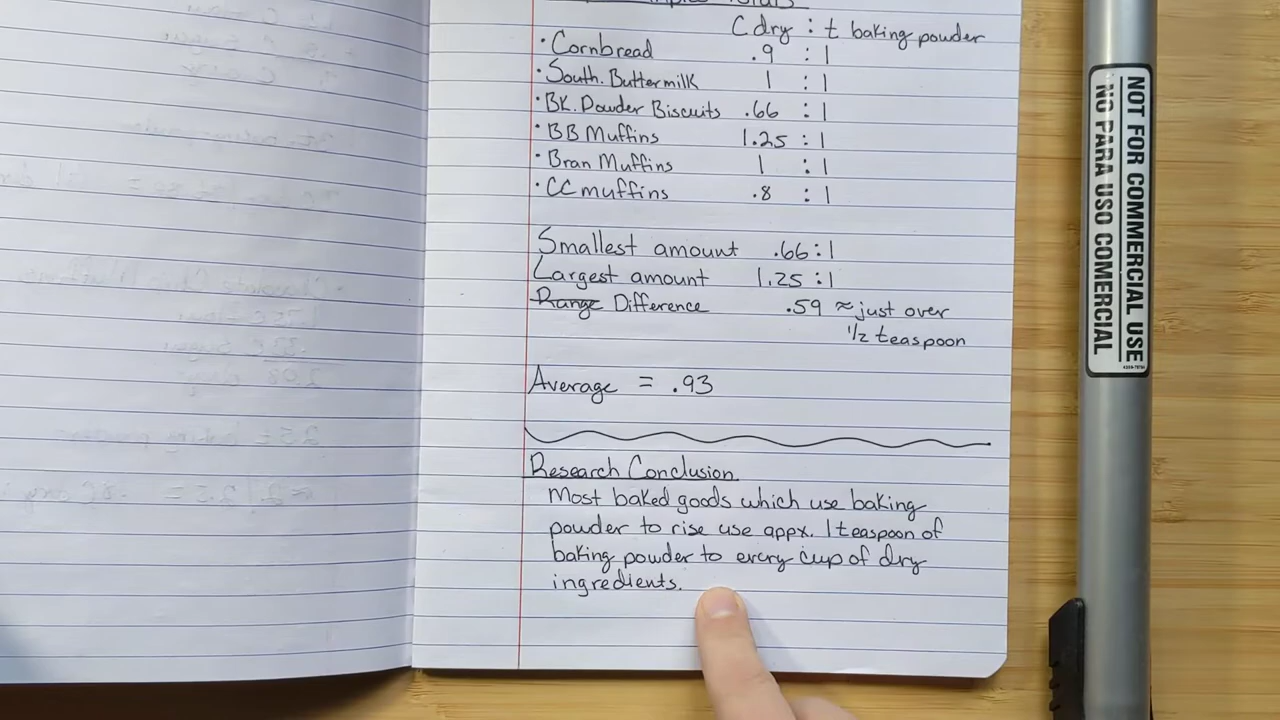 C dry : t baking powder
· Cornbread .9 : 1
· South. Buttermilk 1 : 1
· BK. Powder Biscuits .66 : 1
· BB Muffins 1.25 : 1
· Bran Muffins 1 : 1
· CC muffins .8 : 1
Smallest amount .66 : 1
Largest amount 1.25 : 1
Range Difference .59 ≈ just over
1/2 teaspoon
Average = .93
Research Conclusion
Most baked goods which use baking
powder to rise use appx. 1 teaspoon of
baking powder to every cup of dry
ingredients.
NOT FOR COMMERCIAL USE
NO PARA USO COMERCIAL